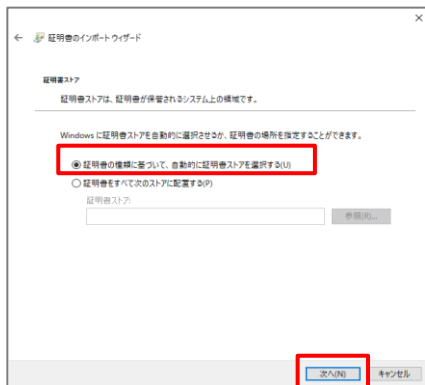 証明書のインポート ウィザード
証明書ストア
証明書ストアは、証明書が保管されるシステム上の領域です。
Windows に証明書ストアを自動的に選択させるか、証明書の場所を指定することができます。
証明書の種類に基づいて、自動的に証明書ストアを選択する(U)
証明書をすべて次のストアに配置する(P)
証明書ストア:
参照(R)...
次へ(N)
キャンセル